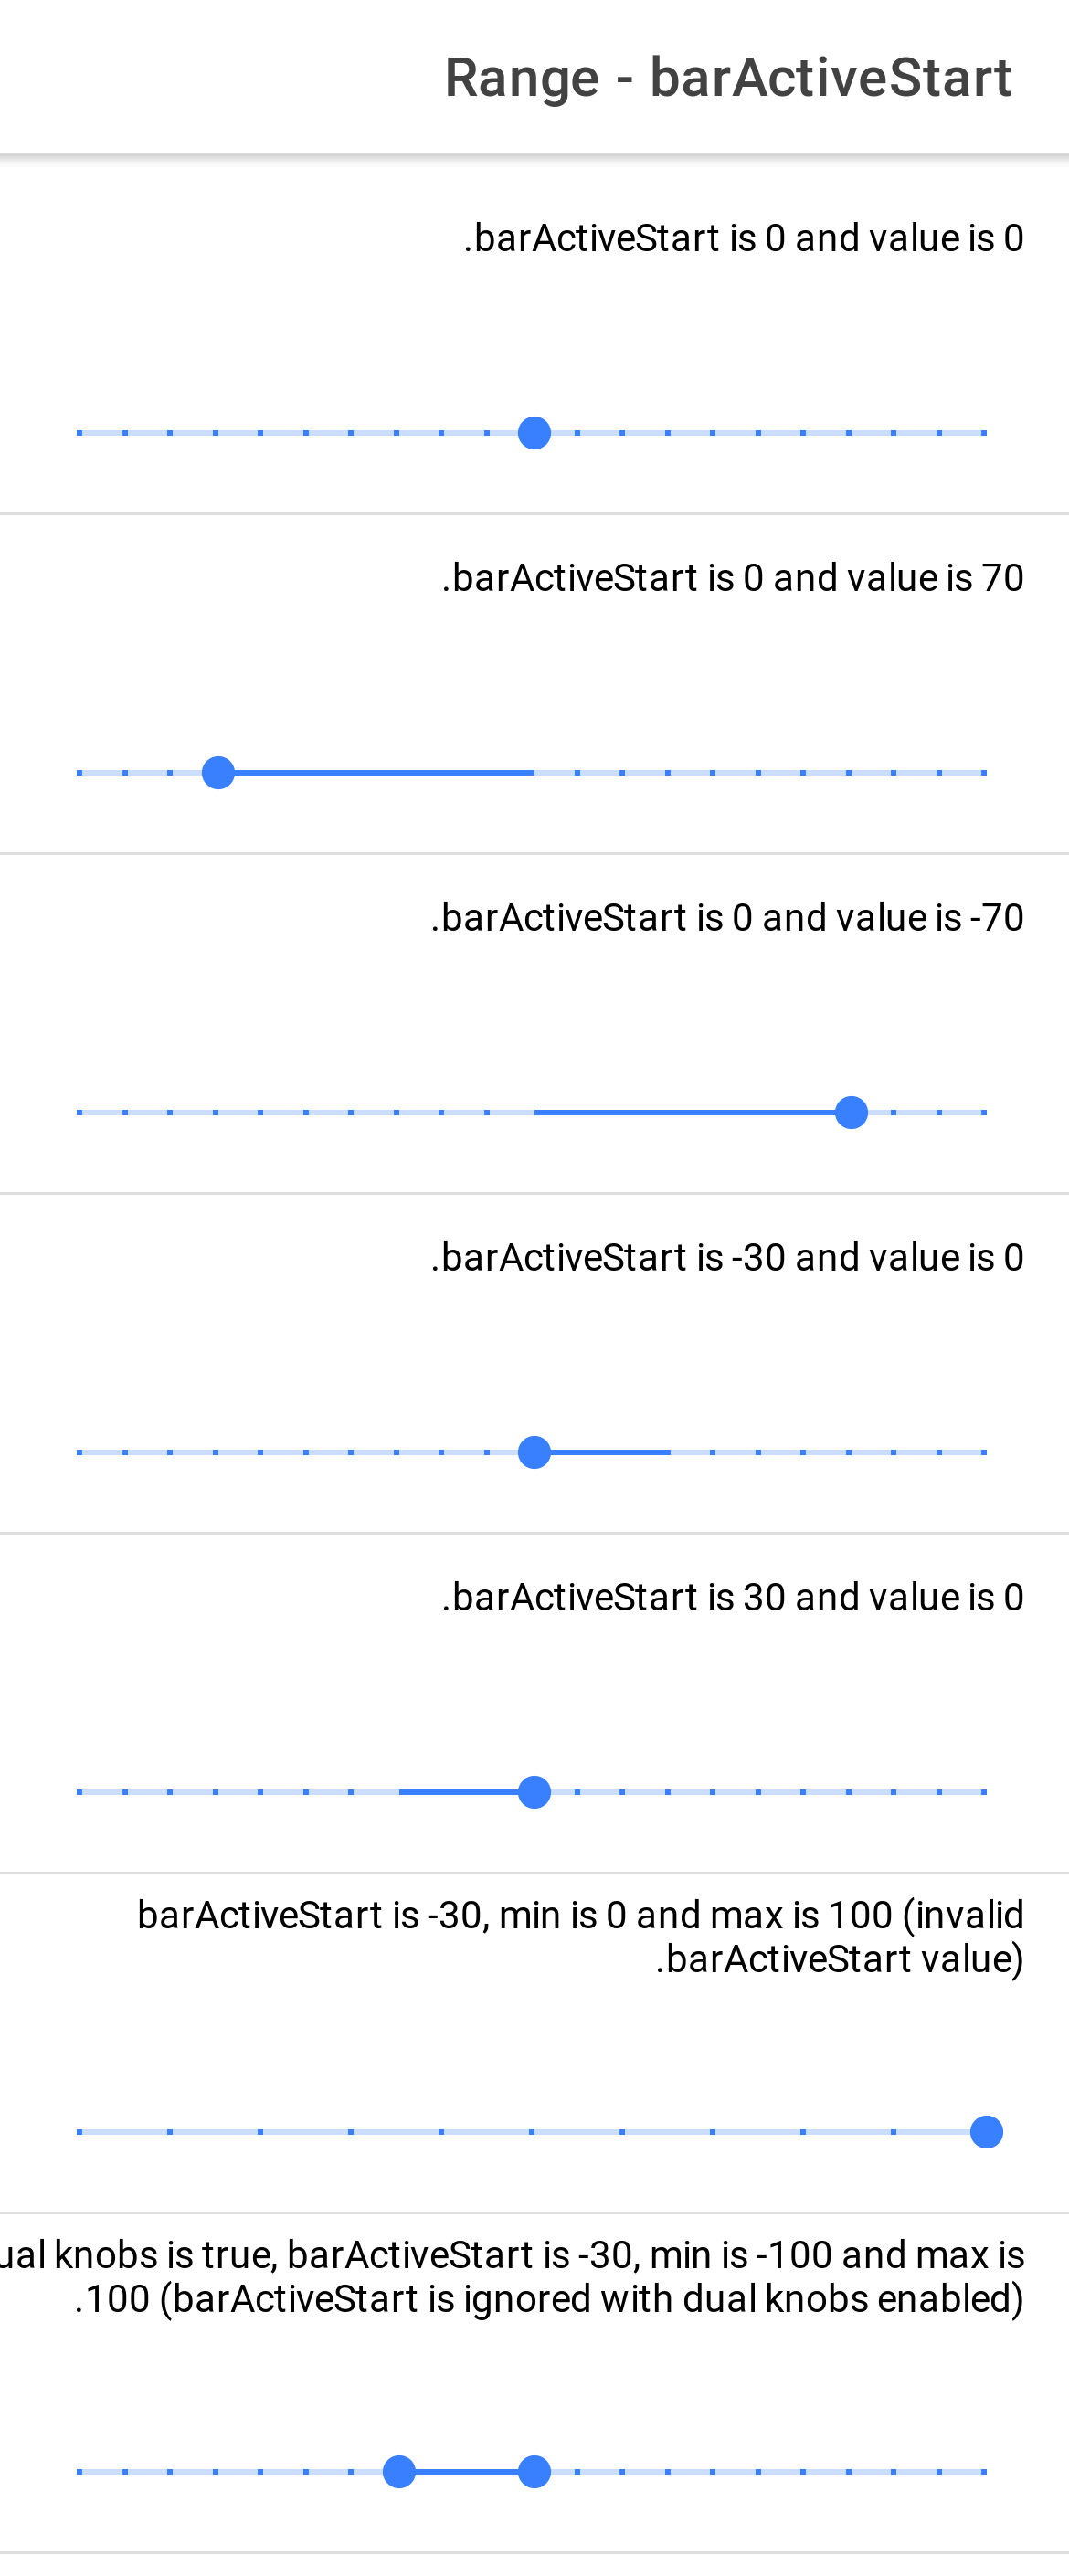 Range - barActiveStart
.barActiveStart is 0 and value is 0
.barActiveStart is 0 and value is 70
.barActiveStart is 0 and value is -70
.barActiveStart is -30 and value is 0
.barActiveStart is 30 and value is 0
barActiveStart is -30, min is 0 and max is 100 (invalid
.barActiveStart value)
knobs is true, barActiveStart is -30, min is -100 and max is
.100 (barActiveStart is ignored with dual knobs enabled)